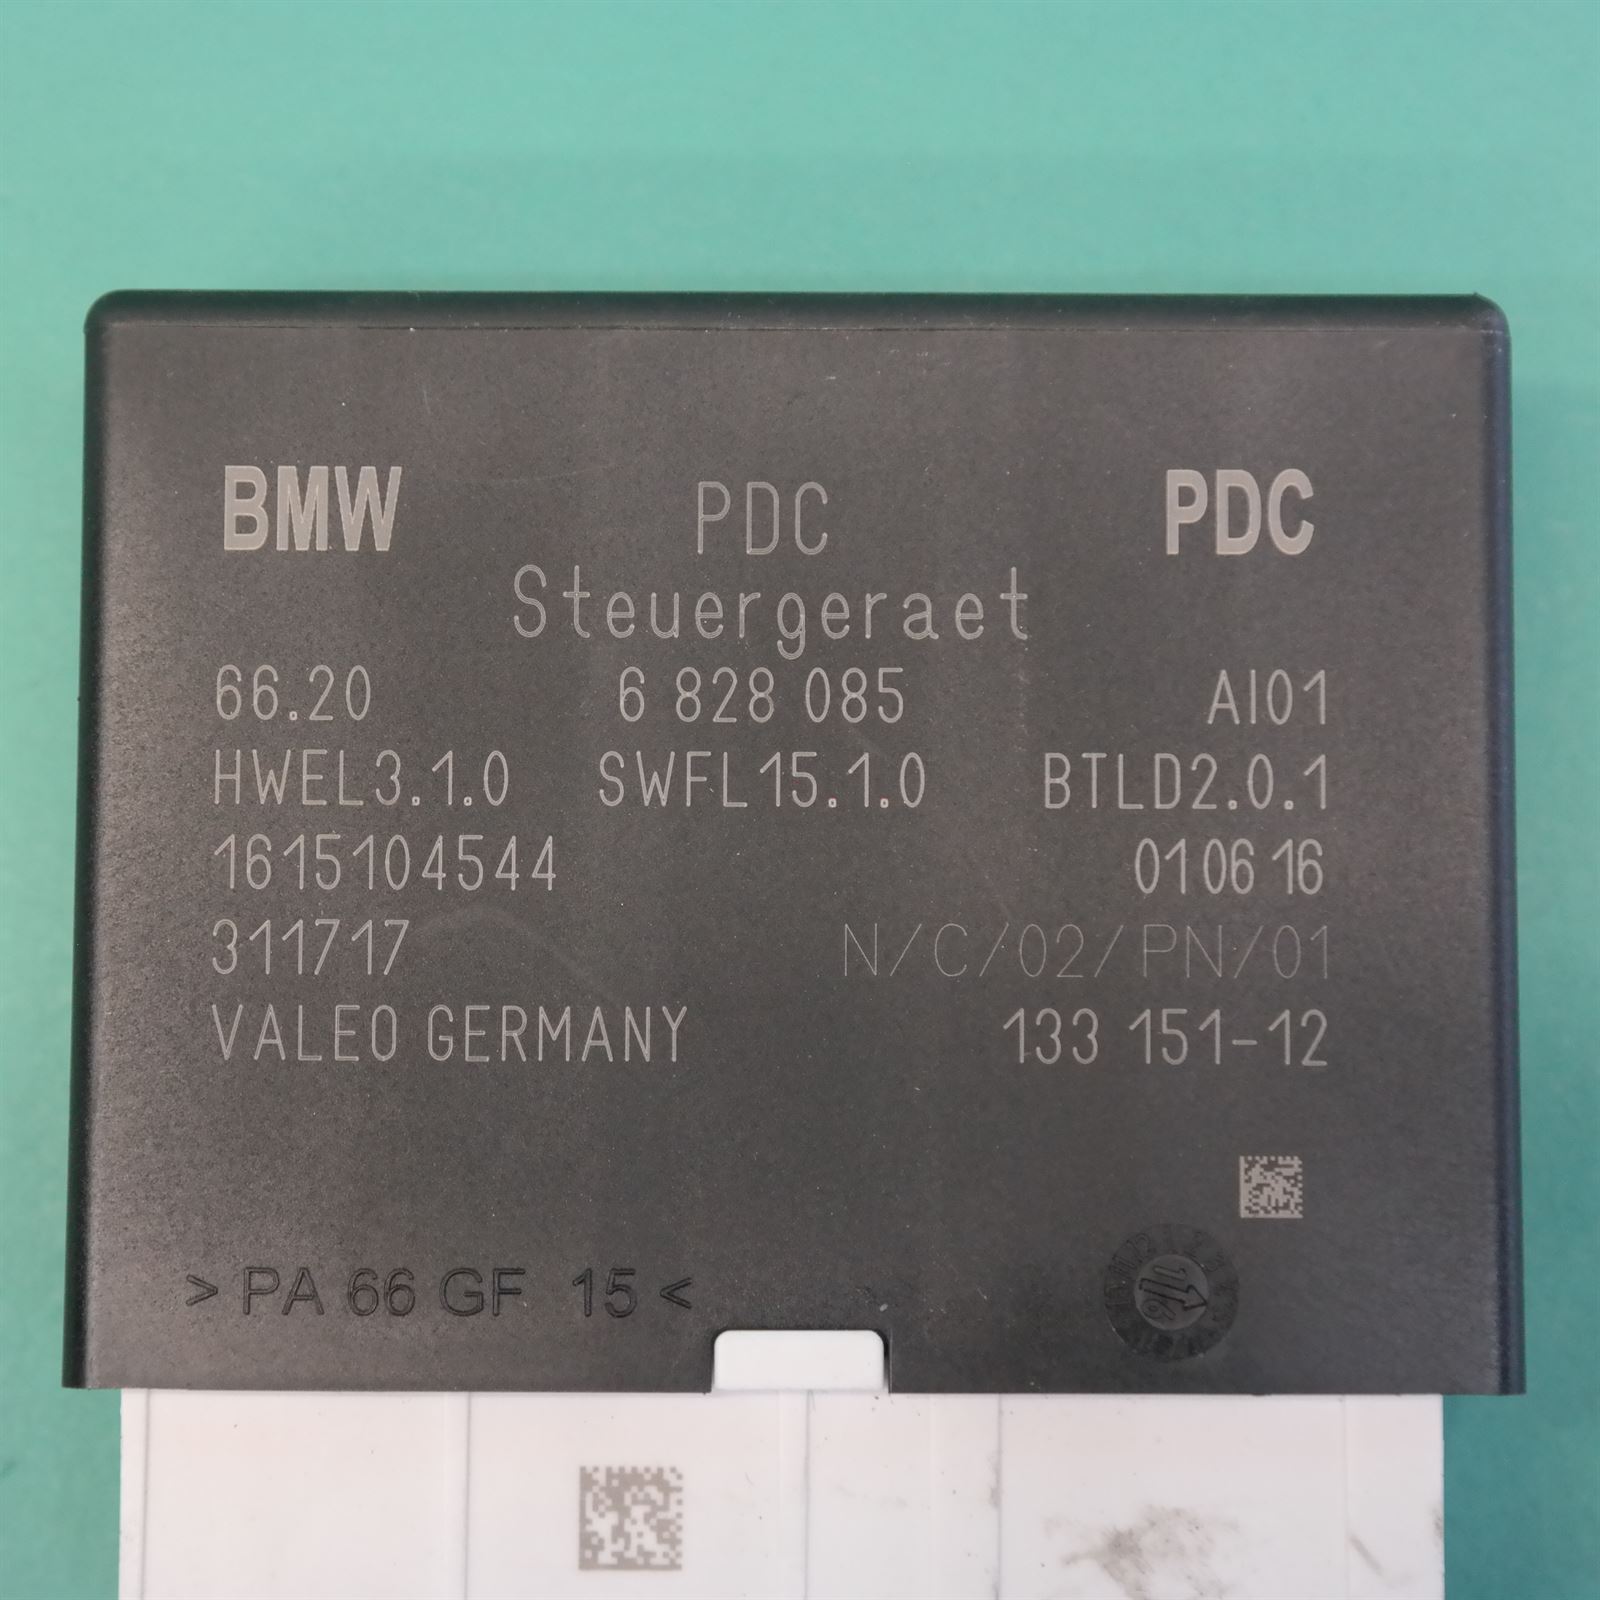 BMW PDC PDC
Steuergeraet
66.20 6 828 085 AI01
HWEL3.1.0 SWFL15.1.0 BTLD2.0.1
1615104544 010616
311717 N/C/02/PN/01
VALEO GERMANY 133 151-12
> PA 66 GF 15 <